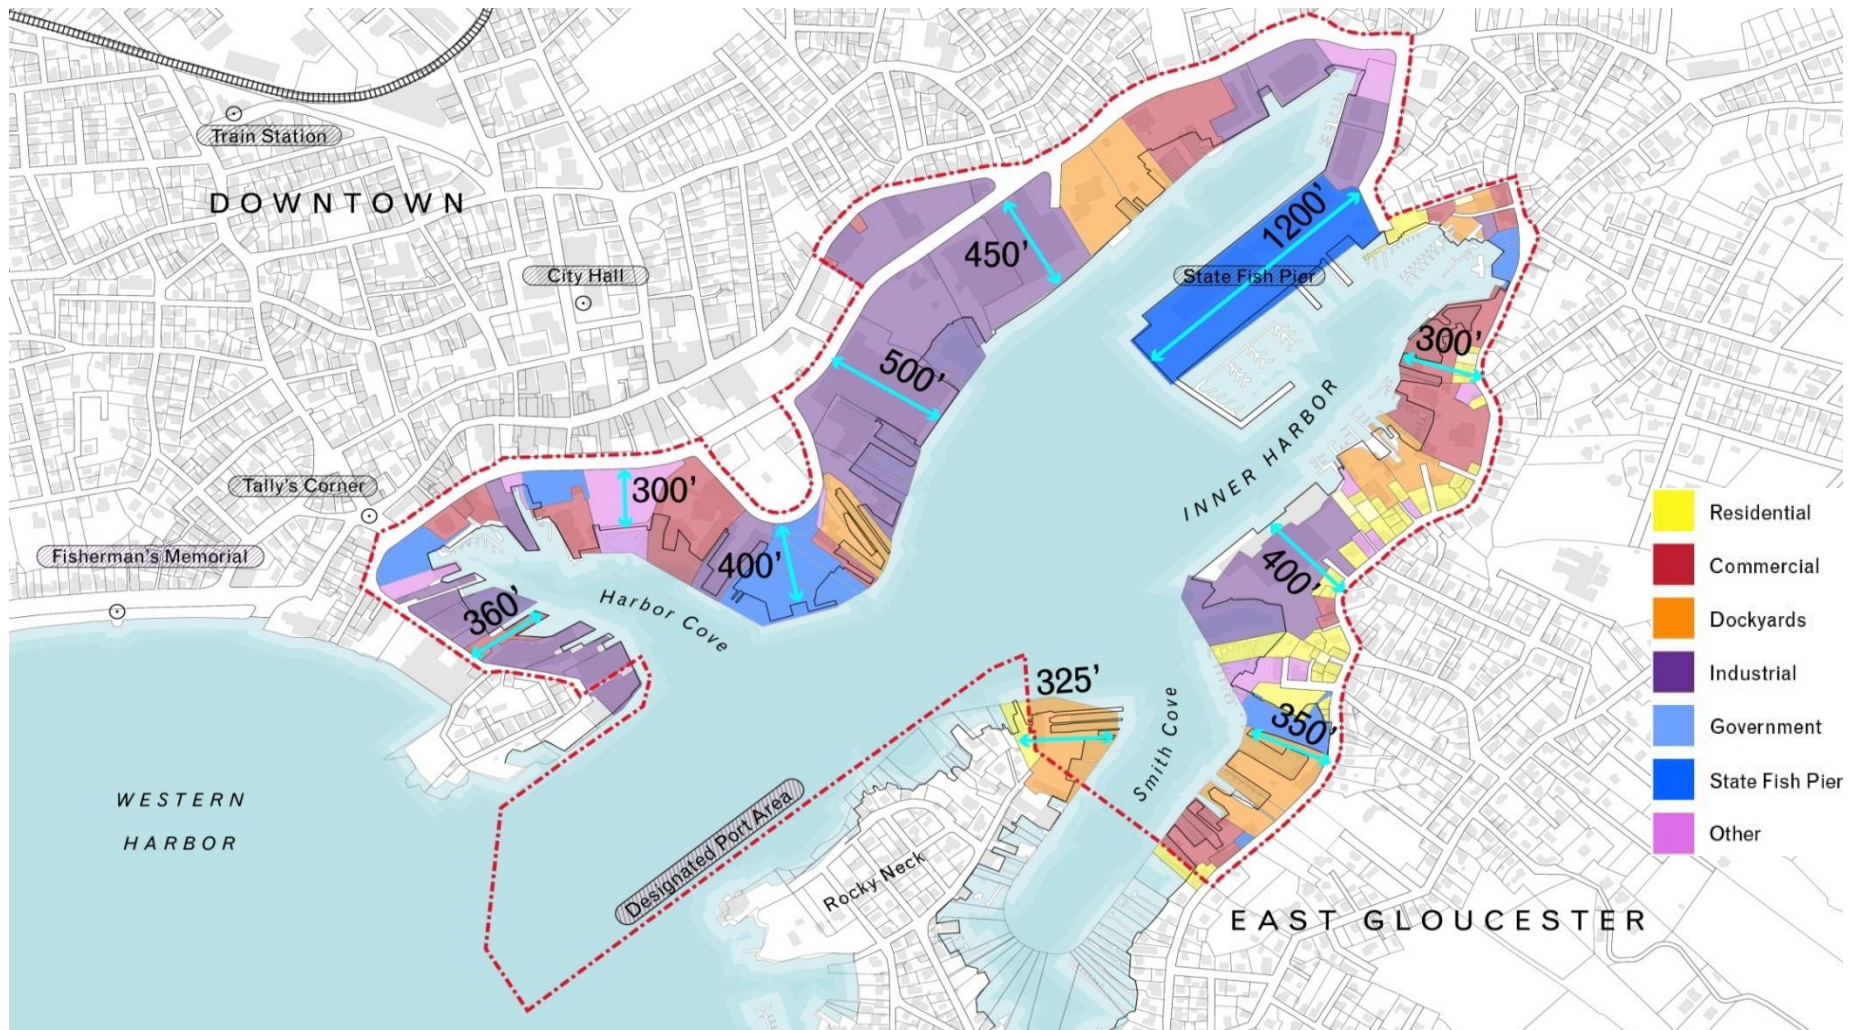 Train Station
DOWNTOWN
City Hall
450’
1200’
State Fish Pier
300’
500’
INNER HARBOR
Tally's Corner
300’
Fisherman's Memorial
400’
400’
360’
Harbor Cove
325’
Smith Cove
350’
WESTERN
HARBOR
Designated Port Area
Rocky Neck
EAST GLOUCESTER
Residential
Commercial
Dockyards
Industrial
Government
State Fish Pier
Other